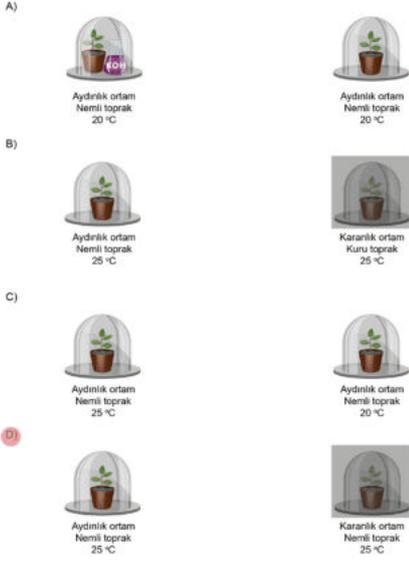 A)
KOH
Aydınlık ortam
Nemli toprak
20 °C
Aydınlık ortam
Nemli toprak
20 °C
B)
Aydınlık ortam
Nemli toprak
25 °C
Karanlık ortam
Kuru toprak
25 °C
C)
Aydınlık ortam
Nemli toprak
25 °C
Aydınlık ortam
Nemli toprak
20 °C
D)
Aydınlık ortam
Nemli toprak
25 °C
Karanlık ortam
Nemli toprak
25 °C